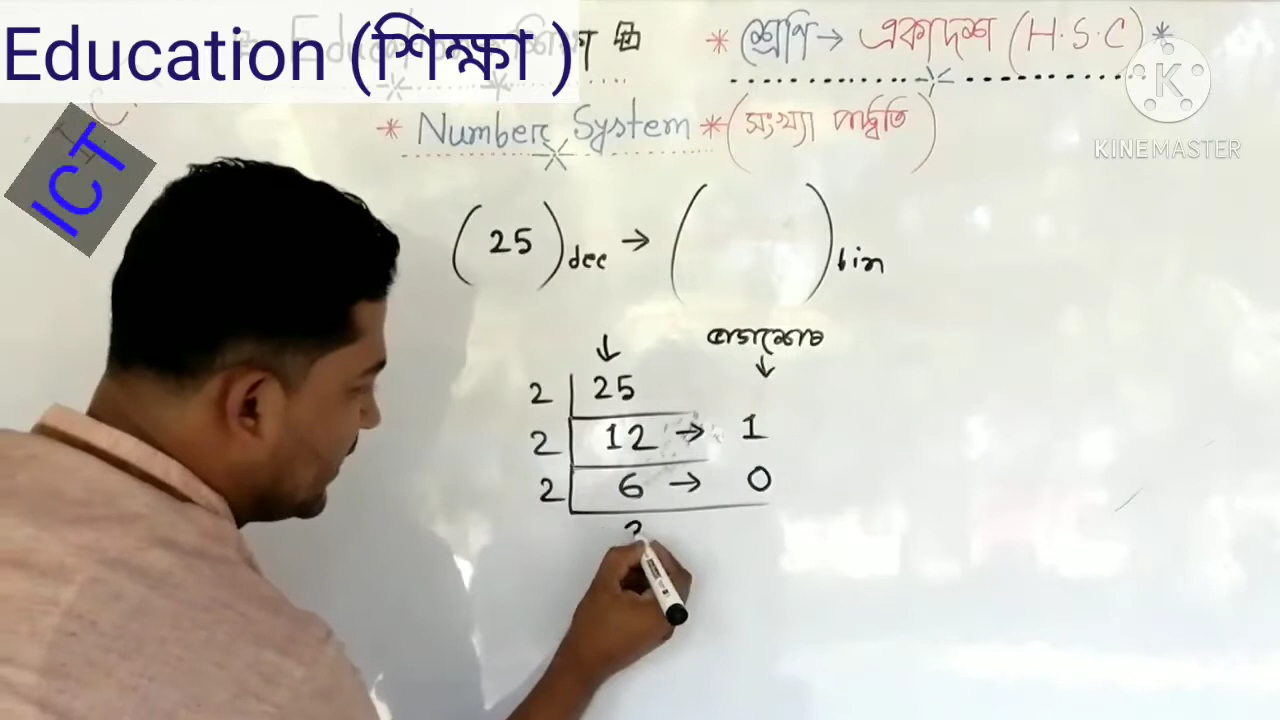 Education (শিক্ষা )
* শ্রেণি → একাদশ (H.S.C) *
ICT
* Number System * (সংখ্যা পদ্ধতি)
KINEMASTER
(25)dec → ( )bin
↓ ভাগশেষ
↓
2 | 25
2 | 12 → 1
2 | 6 → 0